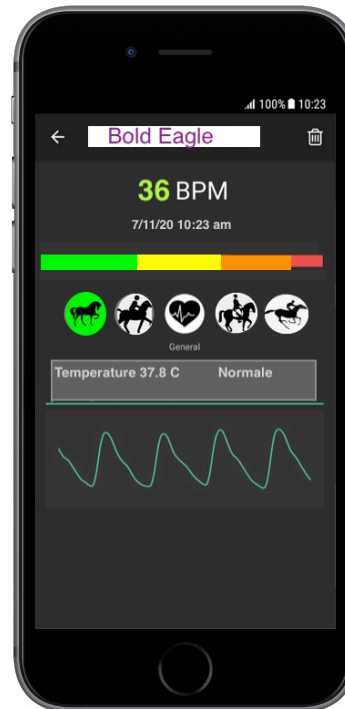 100% 10:23
Bold Eagle
36 BPM
7/11/20 10:23 am
General
Temperature 37.8 C Normale